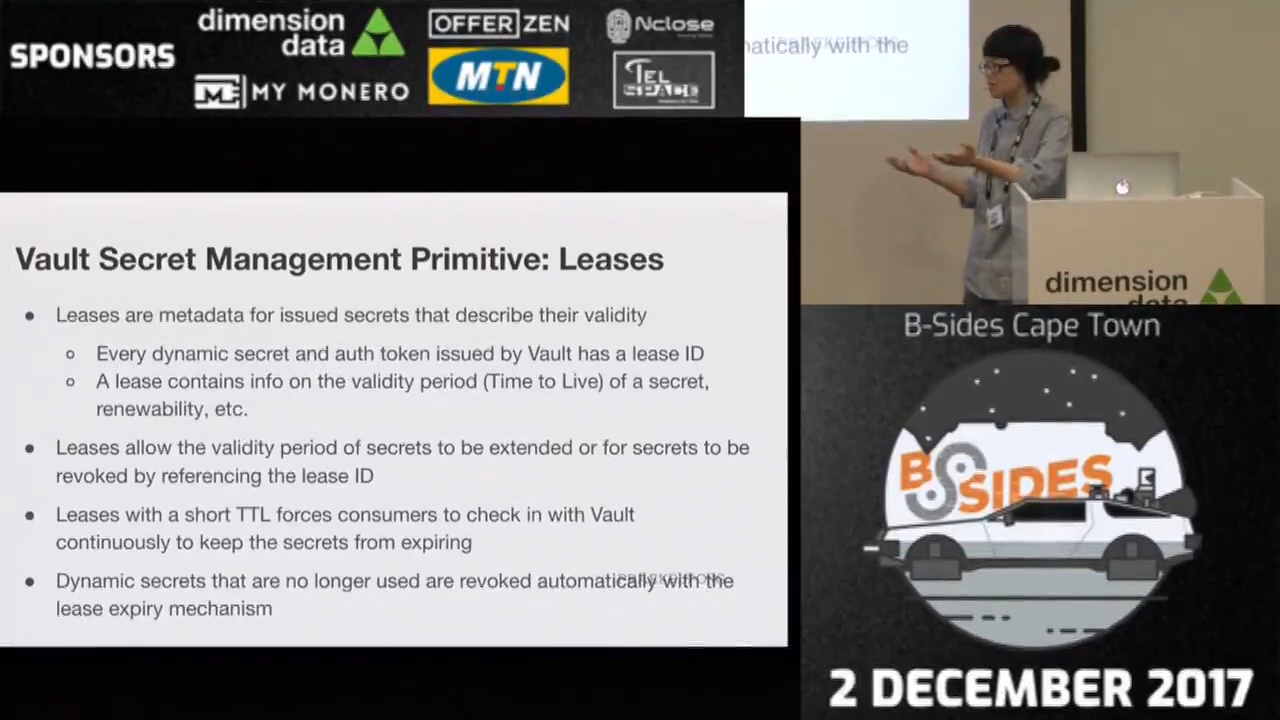 SPONSORS
dimension
data
OFFERZEN
Nclose
MY MONERO
MTN
TEL
SPACE
matically with the
Vault Secret Management Primitive: Leases
● Leases are metadata for issued secrets that describe their validity
○ Every dynamic secret and auth token issued by Vault has a lease ID
○ A lease contains info on the validity period (Time to Live) of a secret,
renewability, etc.
● Leases allow the validity period of secrets to be extended or for secrets to be
revoked by referencing the lease ID
● Leases with a short TTL forces consumers to check in with Vault
continuously to keep the secrets from expiring
● Dynamic secrets that are no longer used are revoked automatically with the
lease expiry mechanism
dimension
data
B-Sides Cape Town
BSIDES
2 DECEMBER 2017